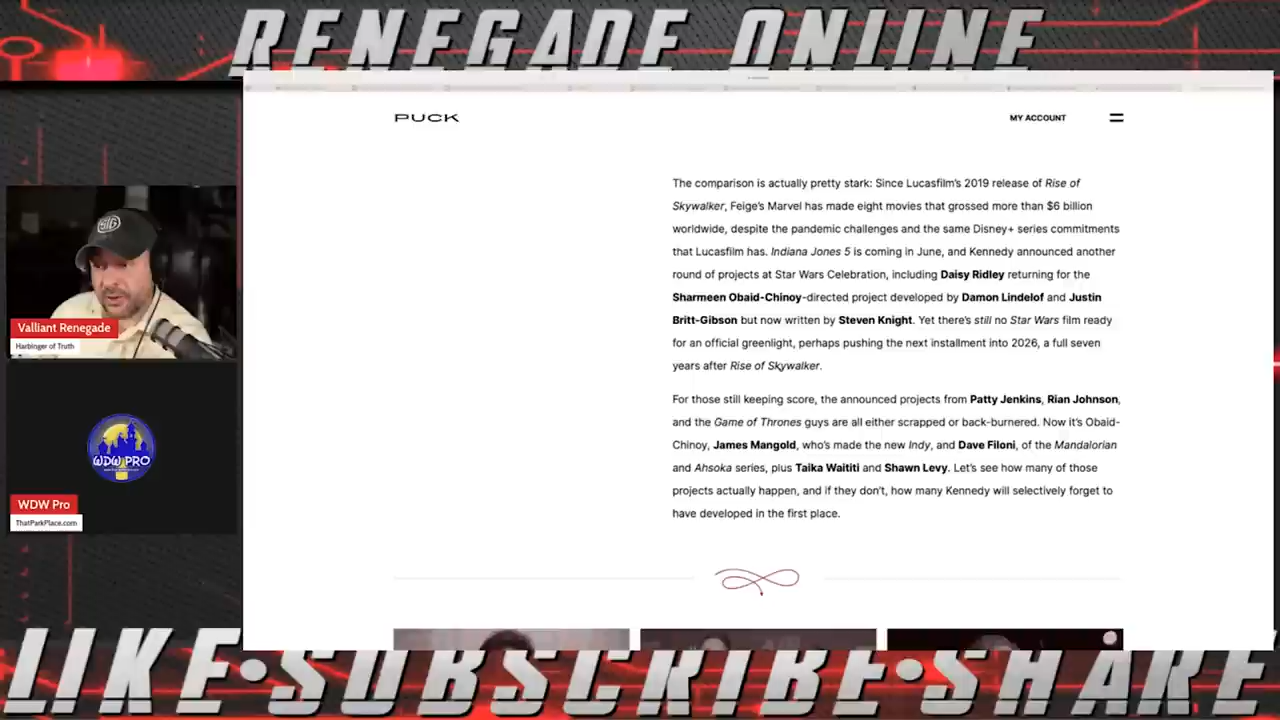 RENEGADE ONLINE
PUCK
MY ACCOUNT
The comparison is actually pretty stark: Since Lucasfilm's 2019 release of Rise of
Skywalker, Feige's Marvel has made eight movies that grossed more than $6 billion
worldwide, despite the pandemic challenges and the same Disney+ series commitments
that Lucasfilm has. Indiana Jones 5 is coming in June, and Kennedy announced another
round of projects at Star Wars Celebration, including Daisy Ridley returning for the
Sharmeen Obaid-Chinoy-directed project developed by Damon Lindelof and Justin
Britt-Gibson but now written by Steven Knight. Yet there's still no Star Wars film ready
for an official greenlight, perhaps pushing the next installment into 2026, a full seven
years after Rise of Skywalker.
For those still keeping score, the announced projects from Patty Jenkins, Rian Johnson,
and the Game of Thrones guys are all either scrapped or back-burnered. Now it's Obaid-
Chinoy, James Mangold, who's made the new Indy, and Dave Filoni, of the Mandalorian
and Ahsoka series, plus Taika Waititi and Shawn Levy. Let's see how many of those
projects actually happen, and if they don't, how many Kennedy will selectively forget to
have developed in the first place.
SIG
Valliant Renegade
Harbinger of Truth
WDW PRO
WDW Pro
ThatParkPlace.com
LIKE•SUBSCRIBE•SHARE